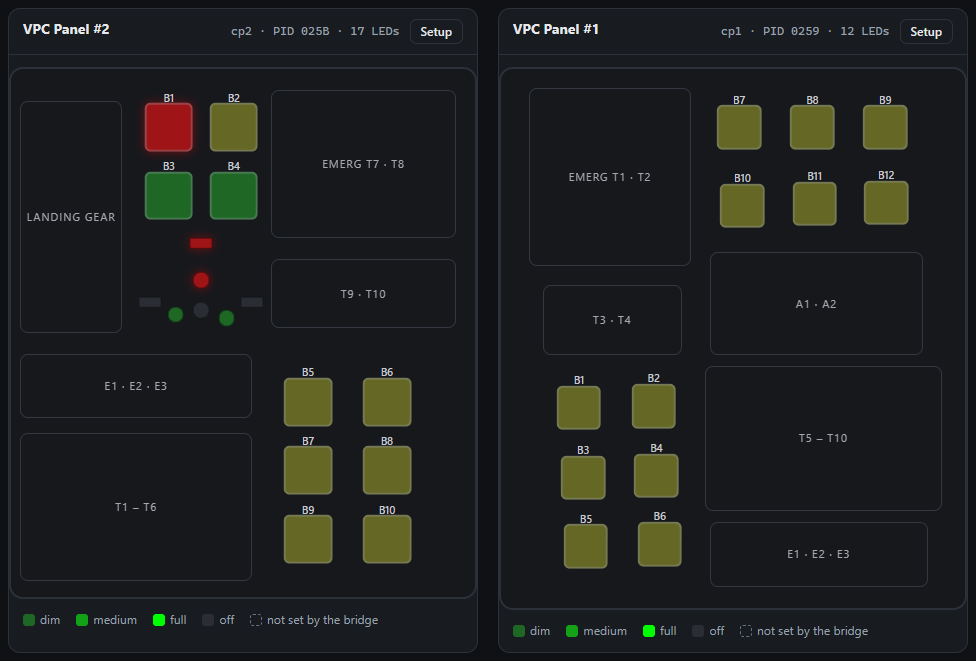 VPC Panel #2
cp2 · PID 025B · 17 LEDs
Setup
B1
B2
B3
B4
LANDING GEAR
EMERG T7 · T8
T9 · T10
E1 · E2 · E3
T1 – T6
B5
B6
B7
B8
B9
B10
dim
medium
full
off
not set by the bridge
VPC Panel #1
cp1 · PID 0259 · 12 LEDs
Setup
EMERG T1 · T2
B7
B8
B9
B10
B11
B12
T3 · T4
A1 · A2
B1
B2
B3
B4
B5
B6
T5 – T10
E1 · E2 · E3
dim
medium
full
off
not set by the bridge